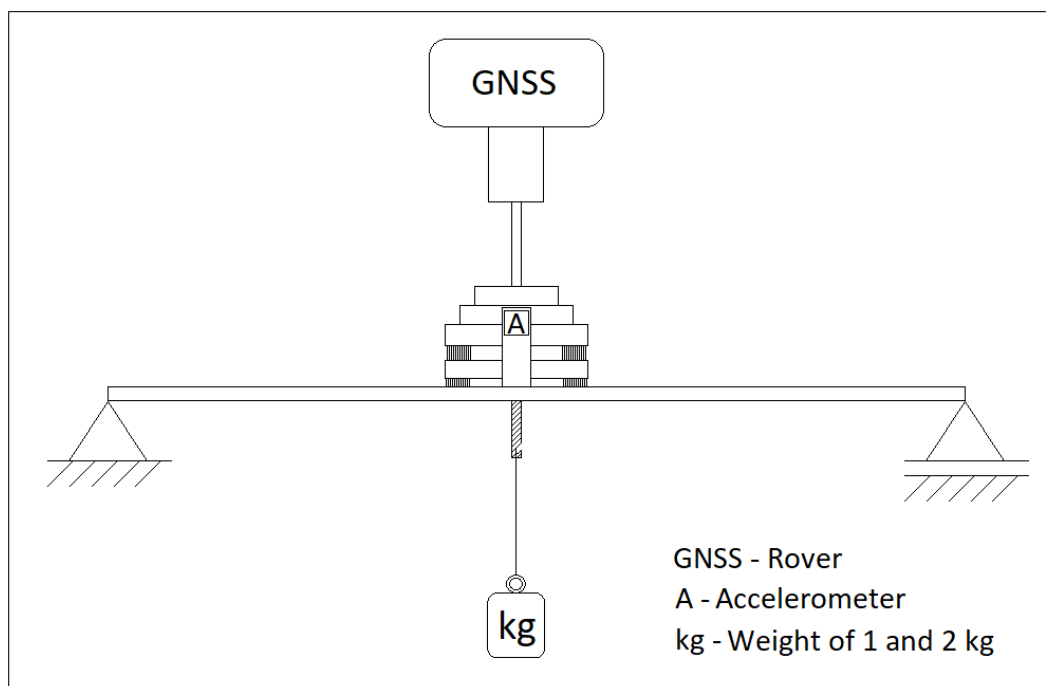 GNSS
A
kg
GNSS - Rover
A - Accelerometer
kg - Weight of 1 and 2 kg